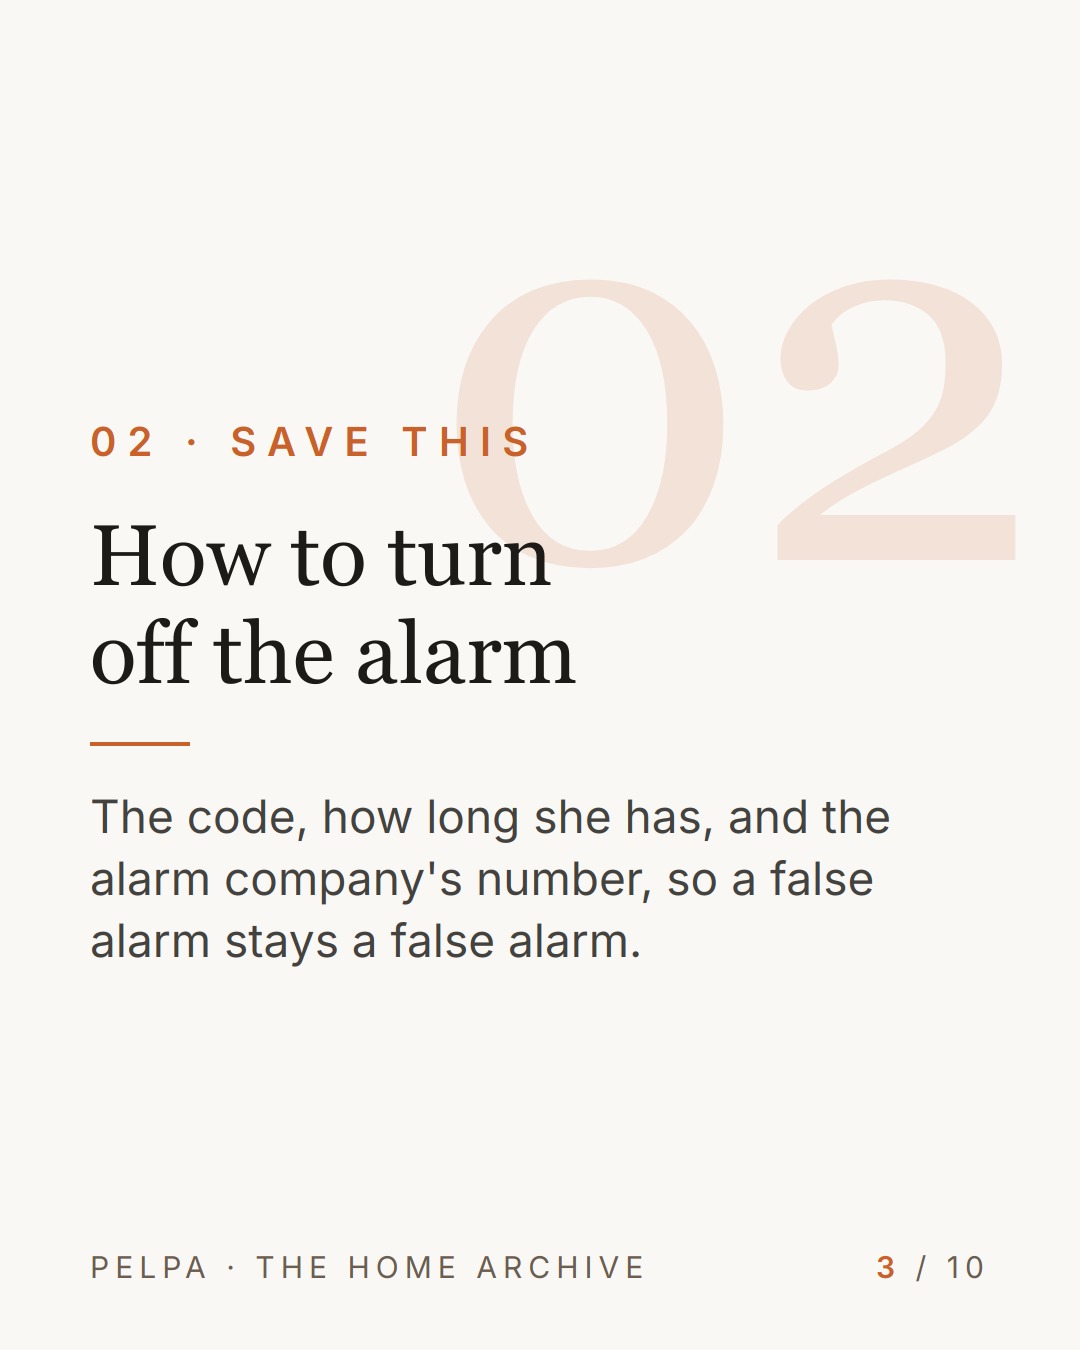 02
02 · SAVE THIS
How to turn
off the alarm
The code, how long she has, and the
alarm company's number, so a false
alarm stays a false alarm.
PELPA · THE HOME ARCHIVE
3 / 10